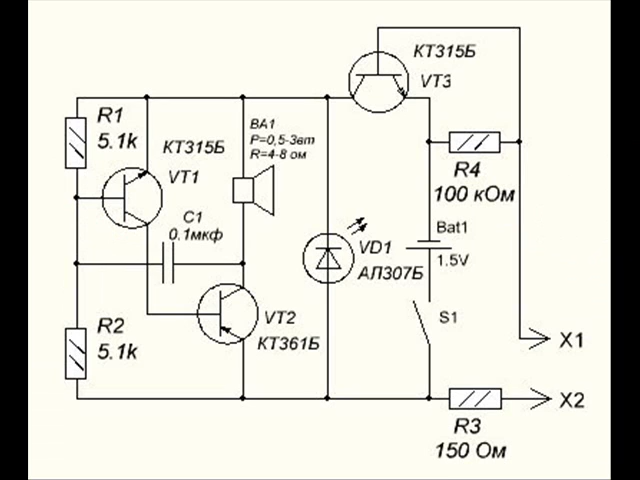 КТ315Б
VT3
R1
5.1k
BA1
P=0,5-3вт
R=4-8 ом
КТ315Б
VT1
R4
100 кОм
C1
0.1мкф
Bat1
1.5V
VD1
АЛ307Б
VT2
КТ361Б
S1
R2
5.1k
X1
X2
R3
150 Ом